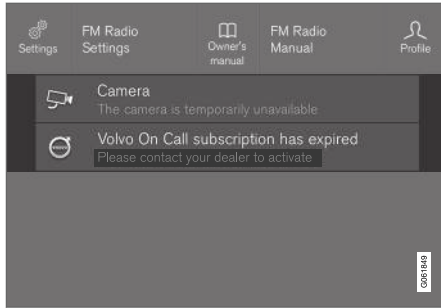 Settings
FM Radio
Settings
Owner's
manual
FM Radio
Manual
Profile
Camera
The camera is temporarily unavailable
Volvo On Call subscription has expired
Please contact your dealer to activate
G061849